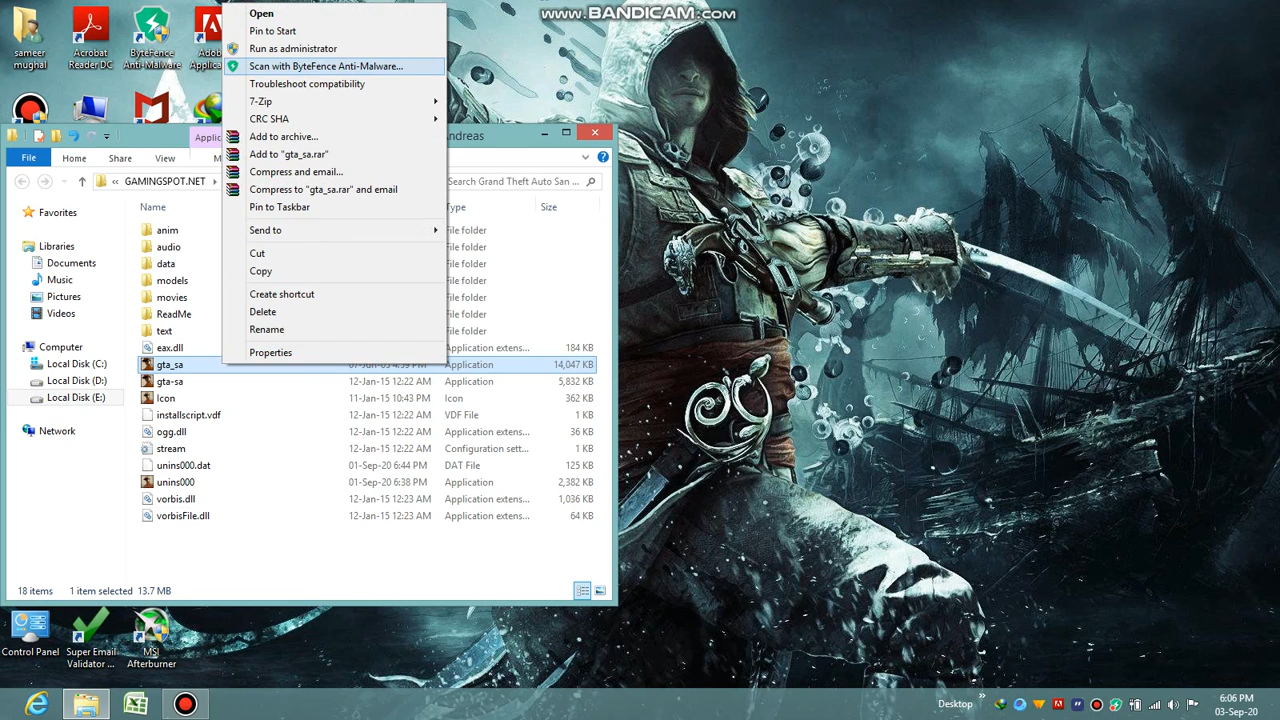 www.BANDICAM.com
sameer mughal
Acrobat Reader DC
ByteFence Anti-Malware
Adob
Applicati
Open
Pin to Start
Run as administrator
Scan with ByteFence Anti-Malware...
Troubleshoot compatibility
7-Zip
CRC SHA
Add to archive...
Add to "gta_sa.rar"
Compress and email...
Compress to "gta_sa.rar" and email
Pin to Taskbar
Send to
Cut
Copy
Create shortcut
Delete
Rename
Properties
Applic
Andreas
File
Home
Share
View
M
« GAMINGSPOT.NET
Search Grand Theft Auto San ...
Favorites
Libraries
Documents
Music
Pictures
Videos
Computer
Local Disk (C:)
Local Disk (D:)
Local Disk (E:)
Network
Name
Type
Size
anim
File folder
audio
File folder
data
File folder
models
File folder
movies
File folder
ReadMe
File folder
text
File folder
eax.dll
Application extens...
184 KB
gta_sa
Application
14,047 KB
gta-sa
12-Jan-15 12:22 AM
Application
5,832 KB
Icon
11-Jan-15 10:43 PM
Icon
362 KB
installscript.vdf
12-Jan-15 12:22 AM
VDF File
1 KB
ogg.dll
12-Jan-15 12:22 AM
Application extens...
36 KB
stream
12-Jan-15 12:22 AM
Configuration sett...
1 KB
unins000.dat
01-Sep-20 6:44 PM
DAT File
125 KB
unins000
01-Sep-20 6:38 PM
Application
2,382 KB
vorbis.dll
12-Jan-15 12:23 AM
Application extens...
1,036 KB
vorbisFile.dll
12-Jan-15 12:23 AM
Application extens...
64 KB
18 items
1 item selected 13.7 MB
Control Panel
Super Email Validator ...
MSI Afterburner
Desktop
6:06 PM
03-Sep-20